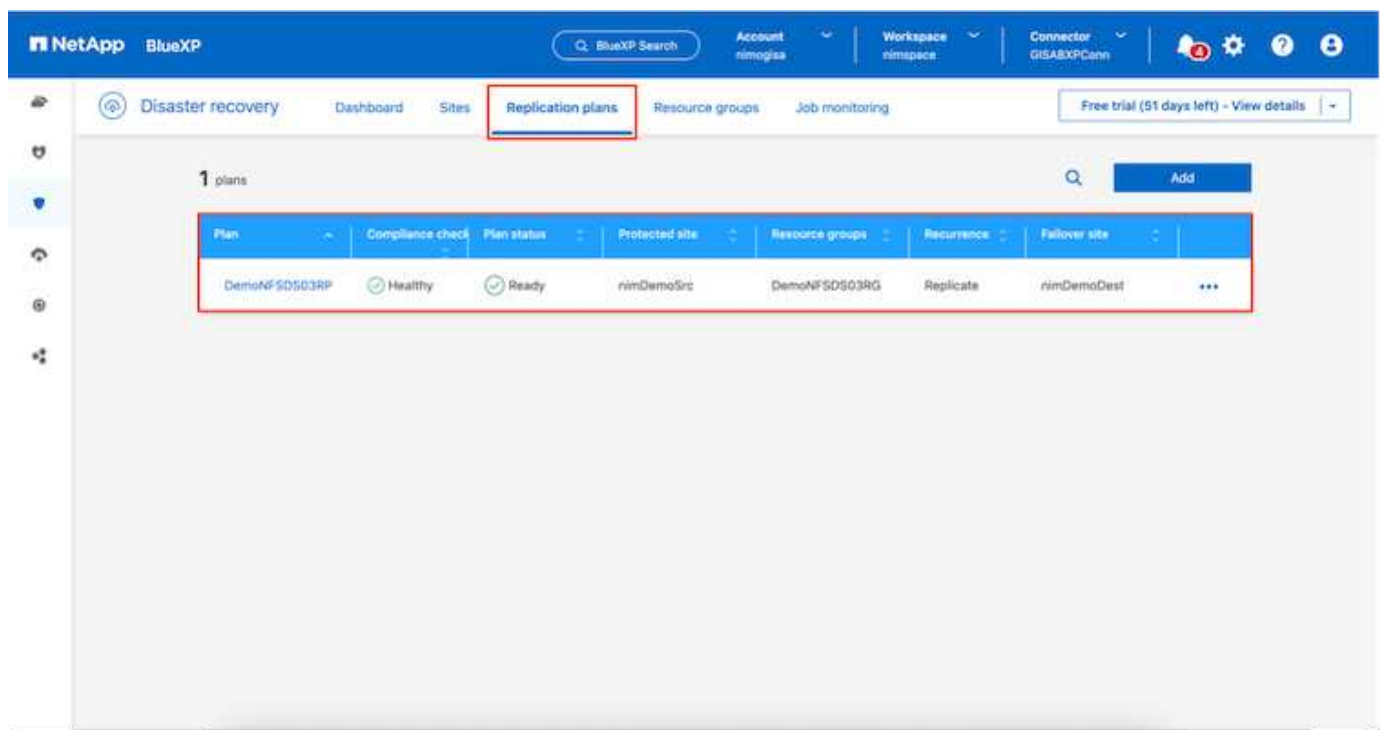 NetApp BlueXP BlueXP Search Account Workspace Connector
nimogisa nimspace GISABXPConn 4
Disaster recovery Dashboard Sites Replication plans Resource groups Job monitoring Free trial (51 days left) - View details
1 plans Add
Plan Compliance check Plan status Protected site Resource groups Recurrence Failover site
DemoNFSDS03RP Healthy Ready nimDemoSrc DemoNFSDS03RG Replicate nimDemoDest